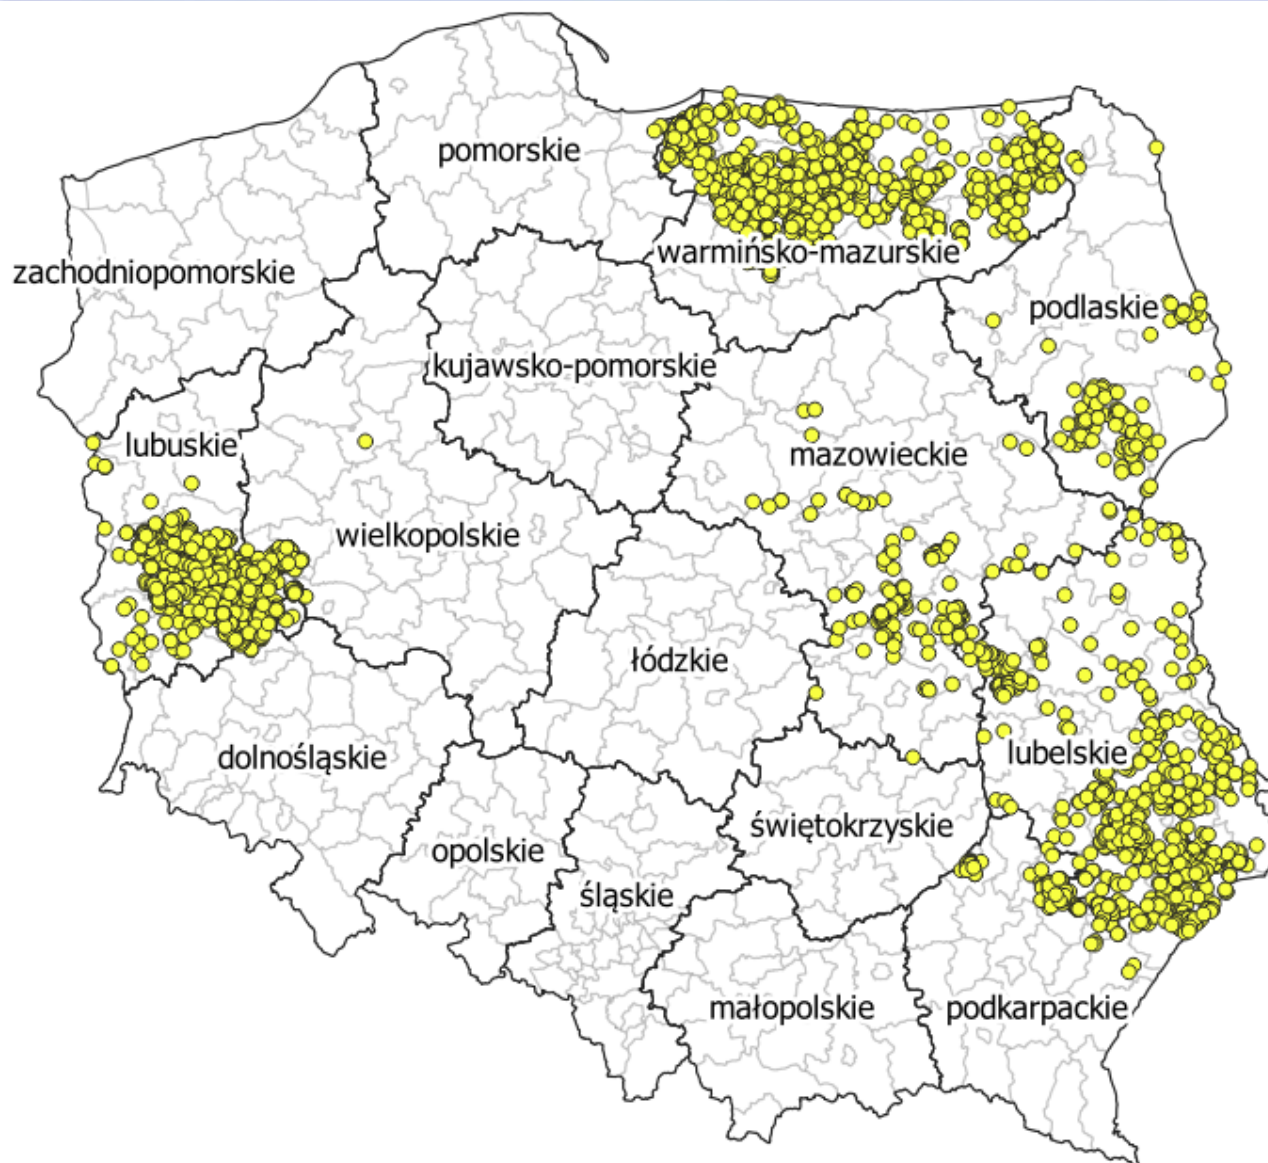 pomorskie
warmińsko-mazurskie
zachodniopomorskie
podlaskie
kujawsko-pomorskie
lubuskie
mazowieckie
wielkopolskie
łódzkie
lubelskie
dolnośląskie
świętokrzyskie
opolskie
śląskie
małopolskie
podkarpackie